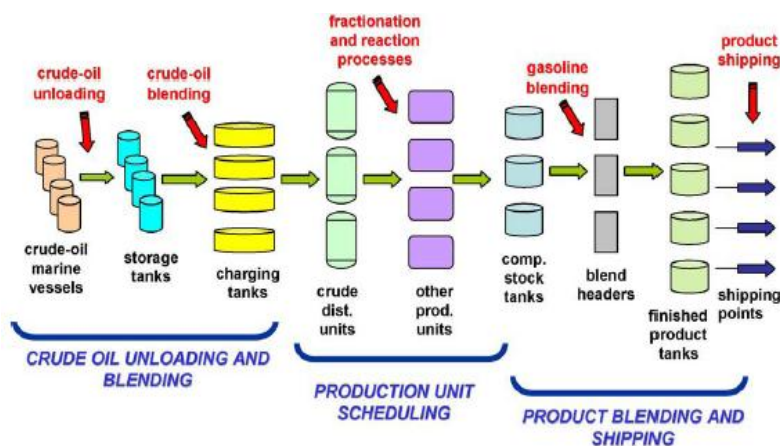 fractionation
and reaction
processes
product
shipping
crude-oil
unloading
crude-oil
blending
gasoline
blending
crude-oil
marine
vessels
storage
tanks
charging
tanks
crude
dist.
units
other
prod.
units
comp.
stock
tanks
blend
headers
finished
product
tanks
shipping
points
CRUDE OIL UNLOADING AND
BLENDING
PRODUCTION UNIT
SCHEDULING
PRODUCT BLENDING AND
SHIPPING